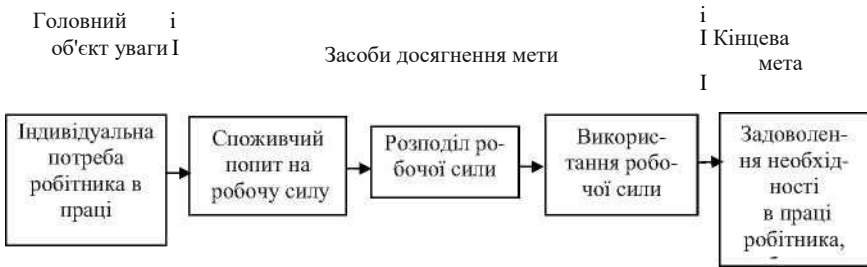 Головний і
об'єкт уваги І
Засоби досягнення мети
і
І Кінцева
мета
І
Індивідуальна
потреба
робітника в
праці
Споживчий
попит на
робочу силу
Розподіл ро-
бочої сили
Викорис-
тання робо-
чої сили
Задоволен-
ня необхід-
ності
в праці
робітника,